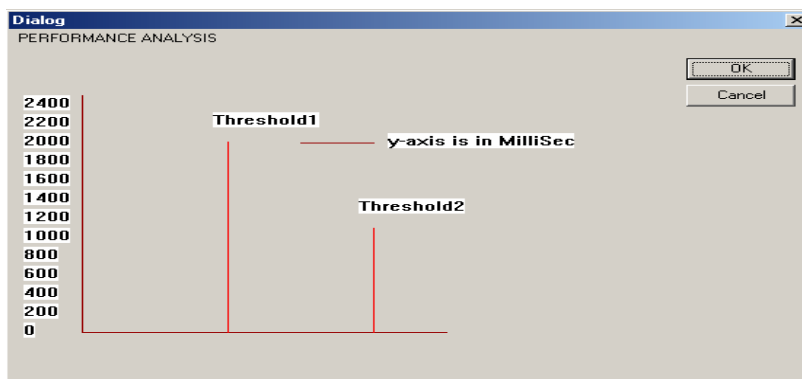 Dialog
PERFORMANCE ANALYSIS
OK
Cancel
2400
2200
Threshold1
2000
y-axis is in MilliSec
1800
1600
1400
Threshold2
1200
1000
800
600
400
200
0